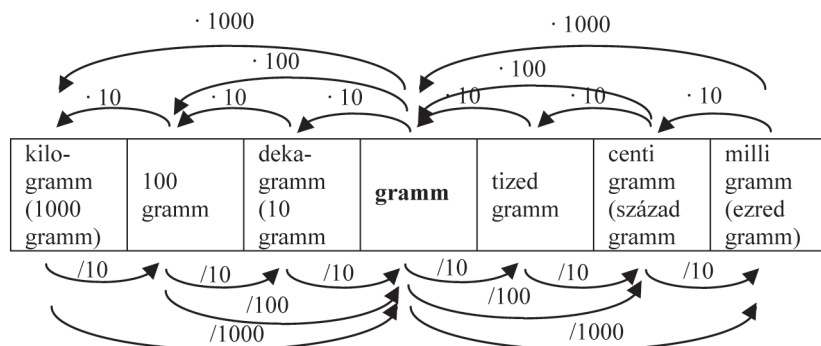 · 1000
· 1000
· 100
· 100
· 10
· 10
· 10
· 10
· 10
· 10
kilo-
gramm
(1000
gramm)
100
gramm
deka-
gramm
(10
gramm
gramm
tized
gramm
centi
gramm
(század
gramm
milli
gramm
(ezred
gramm)
/10
/10
/10
/10
/10
/10
/100
/100
/1000
/1000